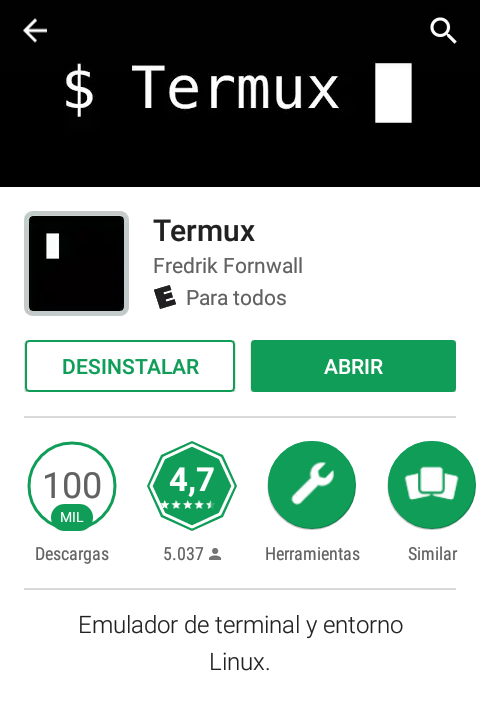 $ Termux
Termux
Fredrik Fornwall
E Para todos
DESINSTALAR
ABRIR
100
MIL
4,7
Descargas
5.037
Herramientas
Similar
Emulador de terminal y entorno
Linux.